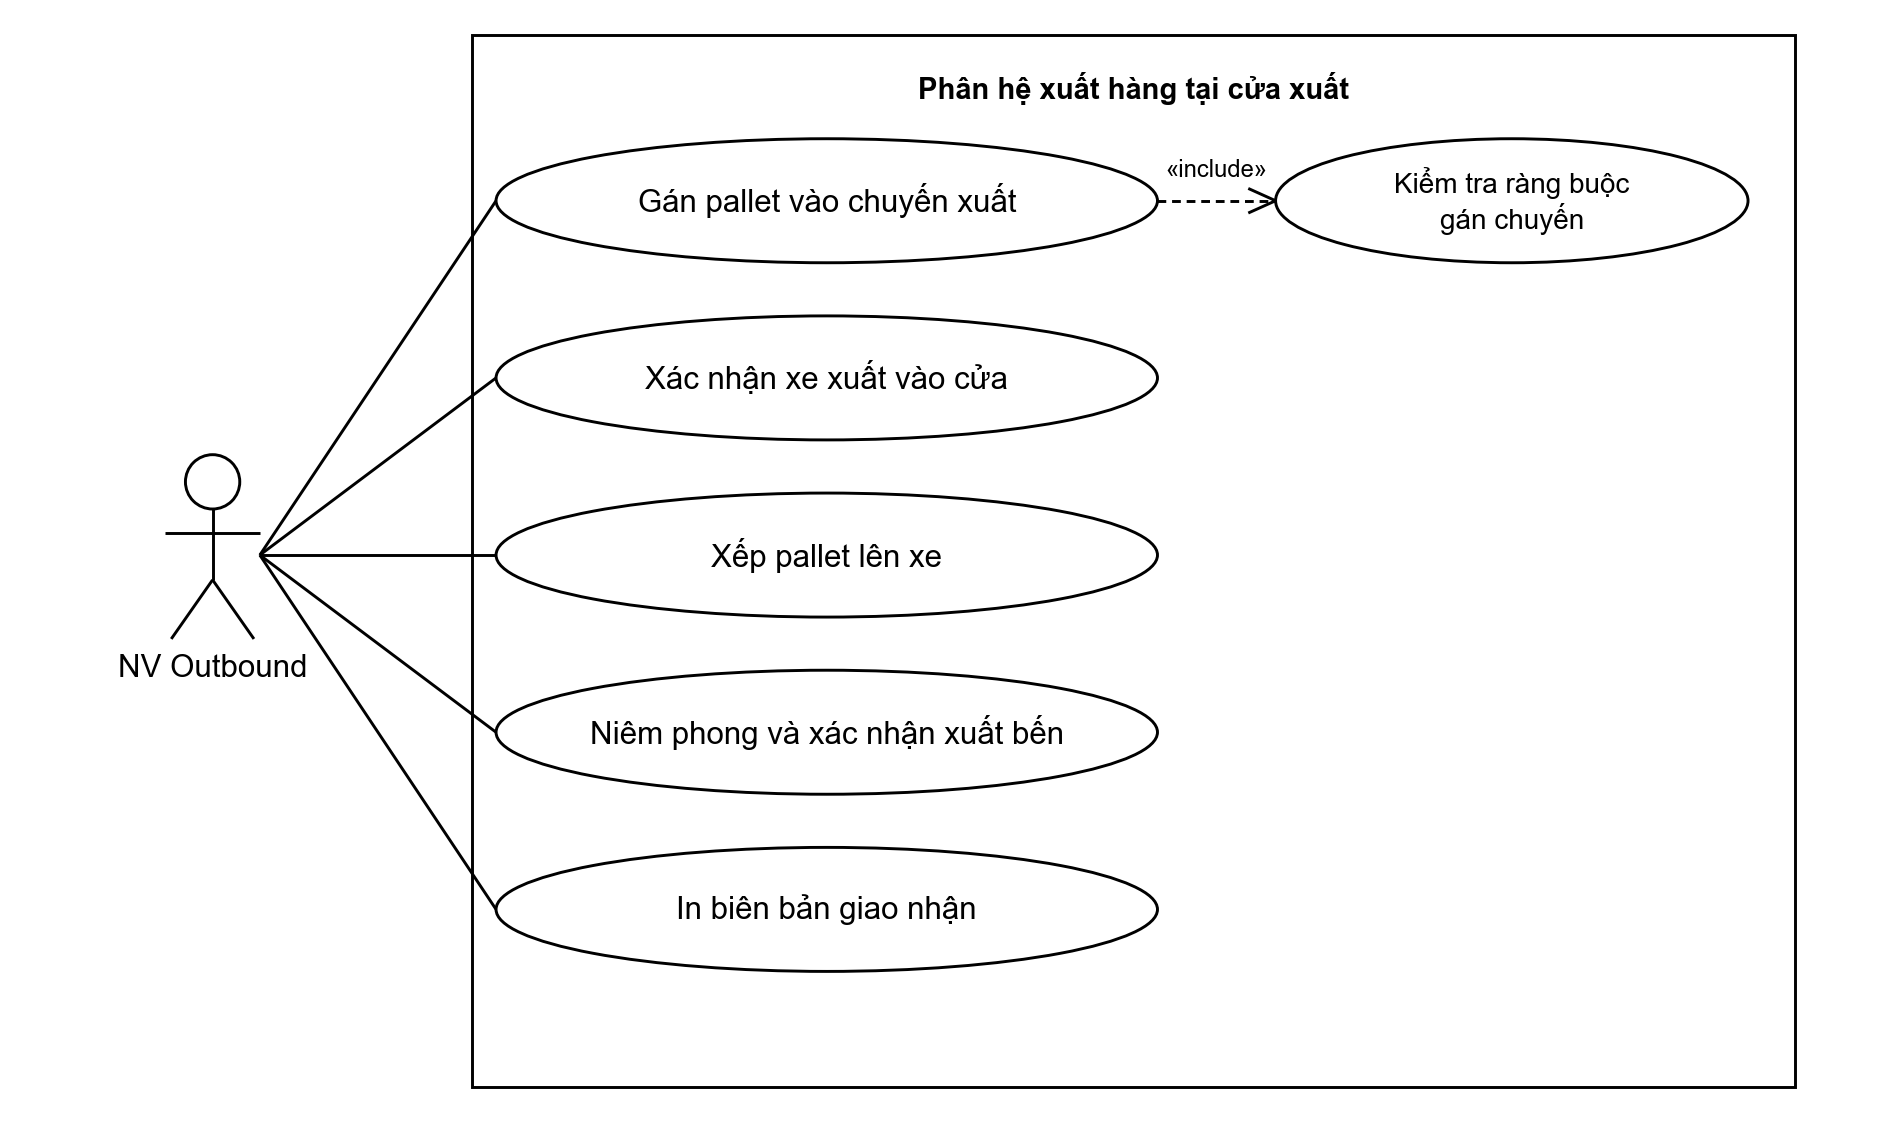 Phân hệ xuất hàng tại cửa xuất
Gán pallet vào chuyến xuất
«include»
Kiểm tra ràng buộc
gán chuyến
Xác nhận xe xuất vào cửa
Xếp pallet lên xe
NV Outbound
Niêm phong và xác nhận xuất bến
In biên bản giao nhận